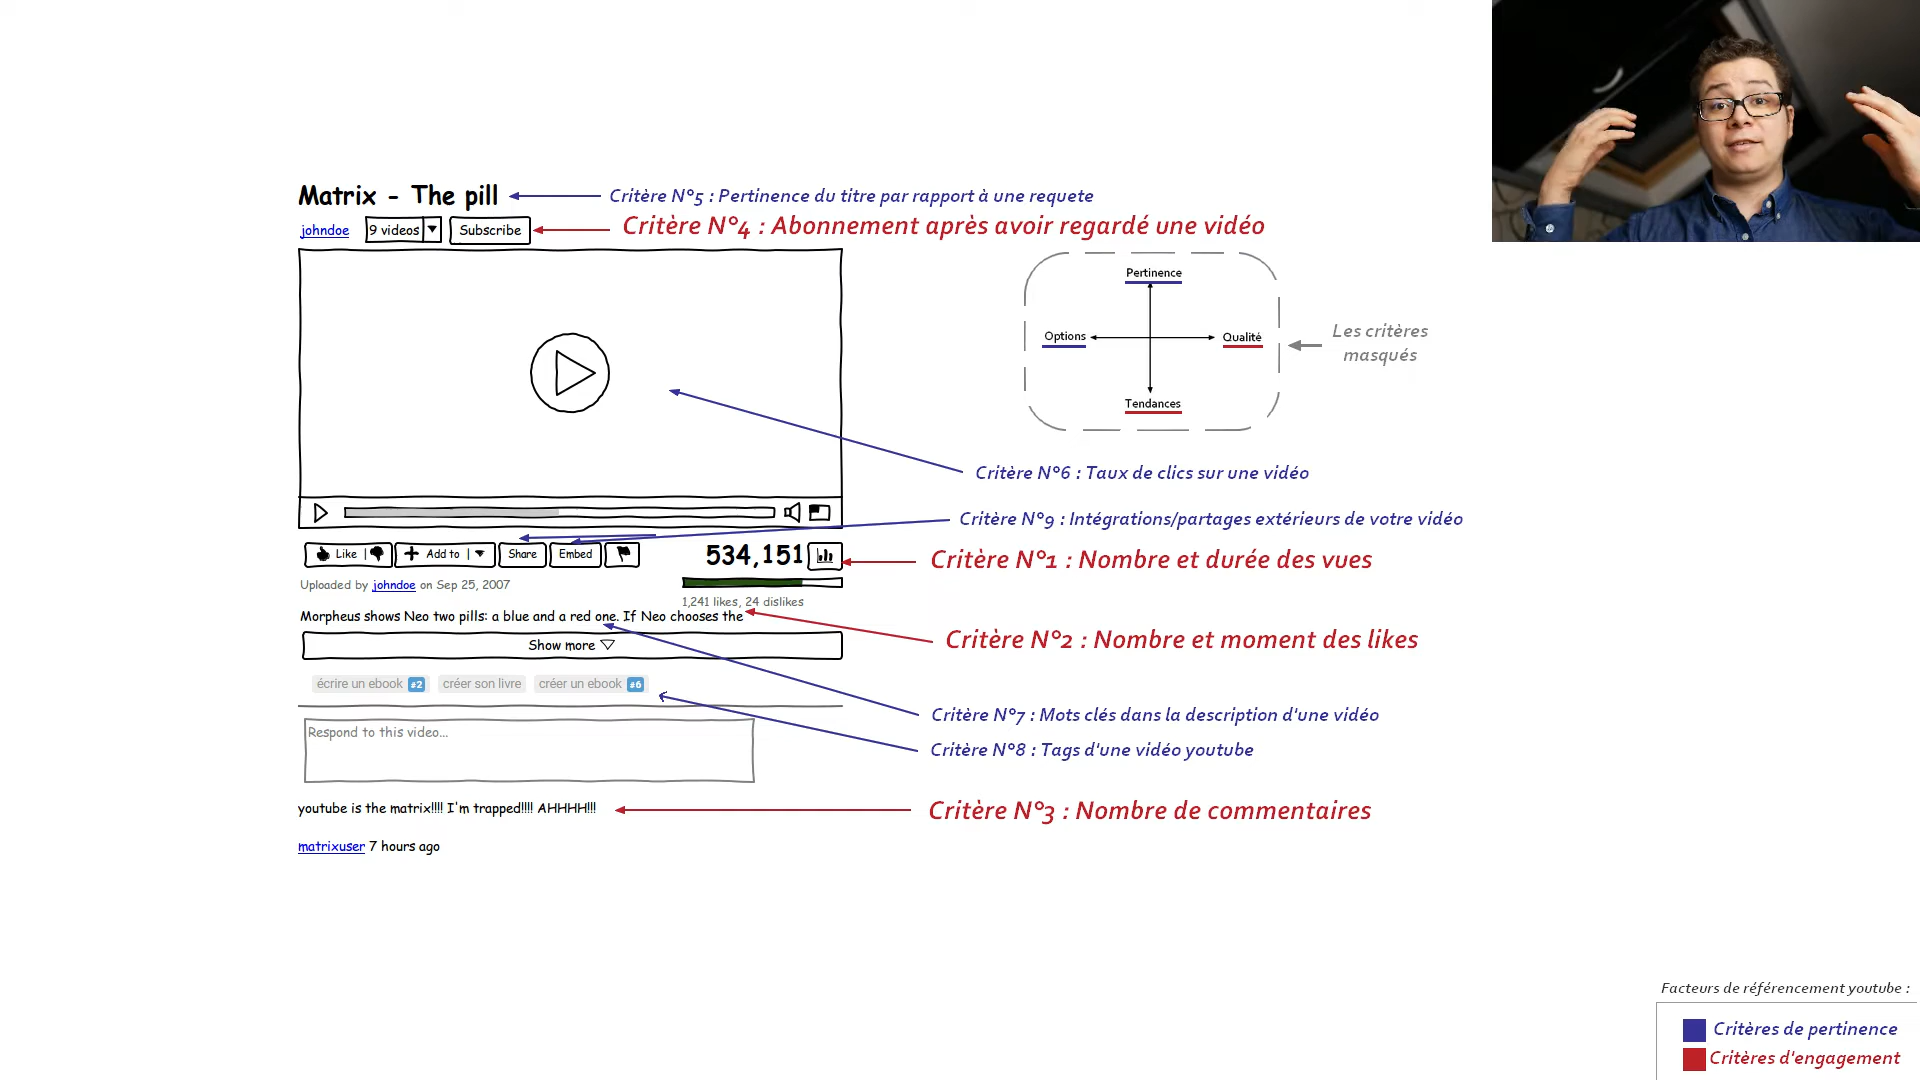 Matrix - The pill
Critère N°5 : Pertinence du titre par rapport à une requete
johndoe 9 videos Subscribe
Critère N°4 : Abonnement après avoir regardé une vidéo
Pertinence
Options
Qualité
Tendances
Les critères
masqués
Critère N°6 : Taux de clics sur une vidéo
Critère N°9 : Intégrations/partages extérieurs de votre vidéo
Like Add to Share Embed
534,151
Critère N°1 : Nombre et durée des vues
Uploaded by johndoe on Sep 25, 2007
1,241 likes, 24 dislikes
Morpheus shows Neo two pills: a blue and a red one. If Neo chooses the
Critère N°2 : Nombre et moment des likes
Show more
écrire un ebook #2 créer son livre créer un ebook #6
Critère N°7 : Mots clés dans la description d'une vidéo
Respond to this video...
Critère N°8 : Tags d'une vidéo youtube
youtube is the matrix!!!! I'm trapped!!!! AHHHH!!!
Critère N°3 : Nombre de commentaires
matrixuser 7 hours ago
Facteurs de référencement youtube :
Critères de pertinence
Critères d'engagement